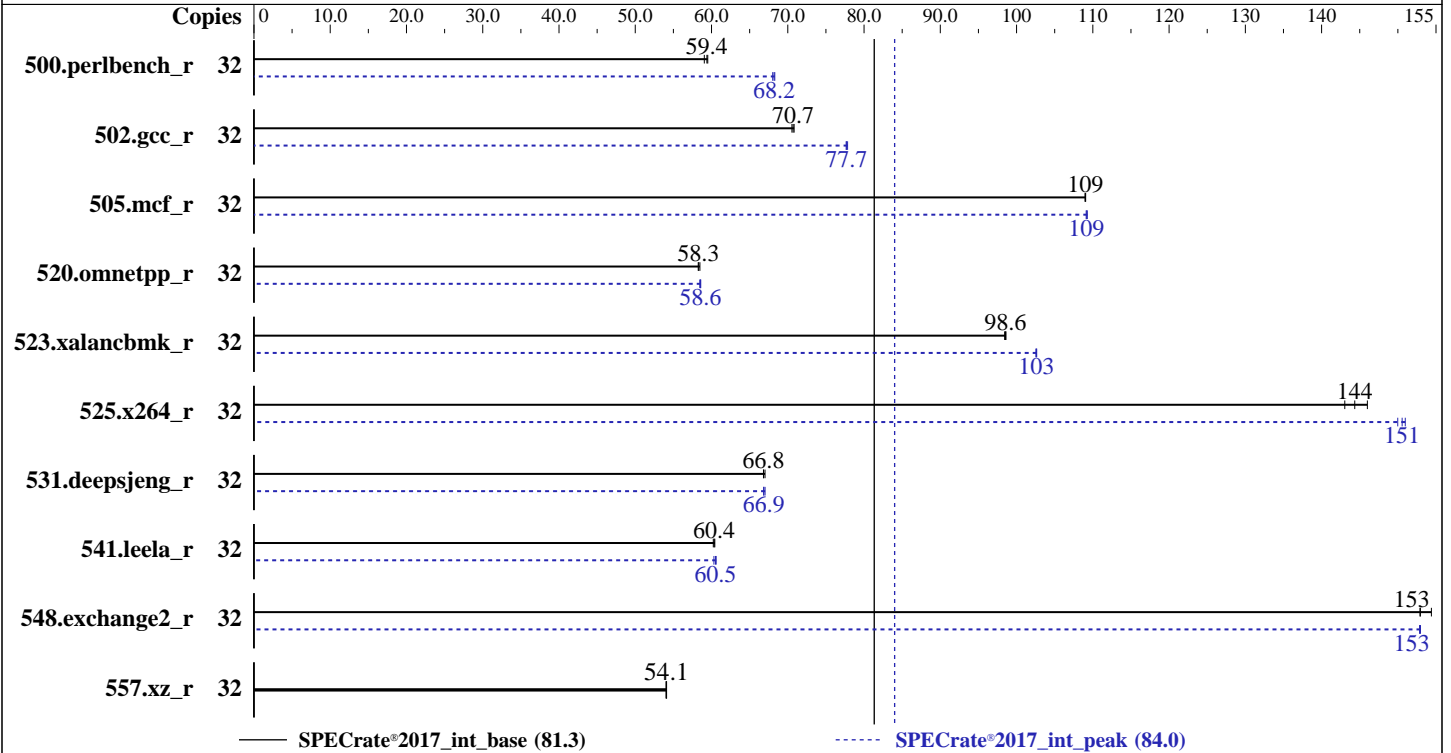 Copies 0 10.0 20.0 30.0 40.0 50.0 60.0 70.0 80.0 90.0 100 110 120 130 140 155
59.4
500.perlbench_r 32
68.2
70.7
502.gcc_r 32
77.7
109
505.mcf_r 32
109
58.3
520.omnetpp_r 32
58.6
98.6
523.xalancbmk_r 32
103
144
525.x264_r 32
151
66.8
531.deepsjeng_r 32
66.9
60.4
541.leela_r 32
60.5
153
548.exchange2_r 32
153
54.1
557.xz_r 32
SPECrate®2017_int_base (81.3) SPECrate®2017_int_peak (84.0)